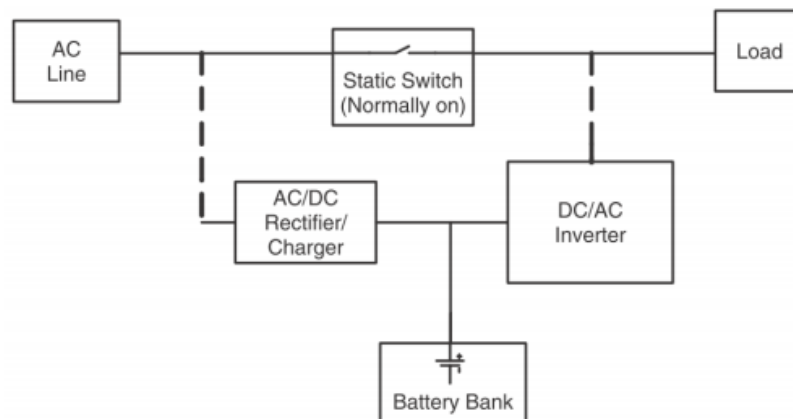 AC
Line
Static Switch
(Normally on)
Load
AC/DC
Rectifier/
Charger
DC/AC
Inverter
Battery Bank